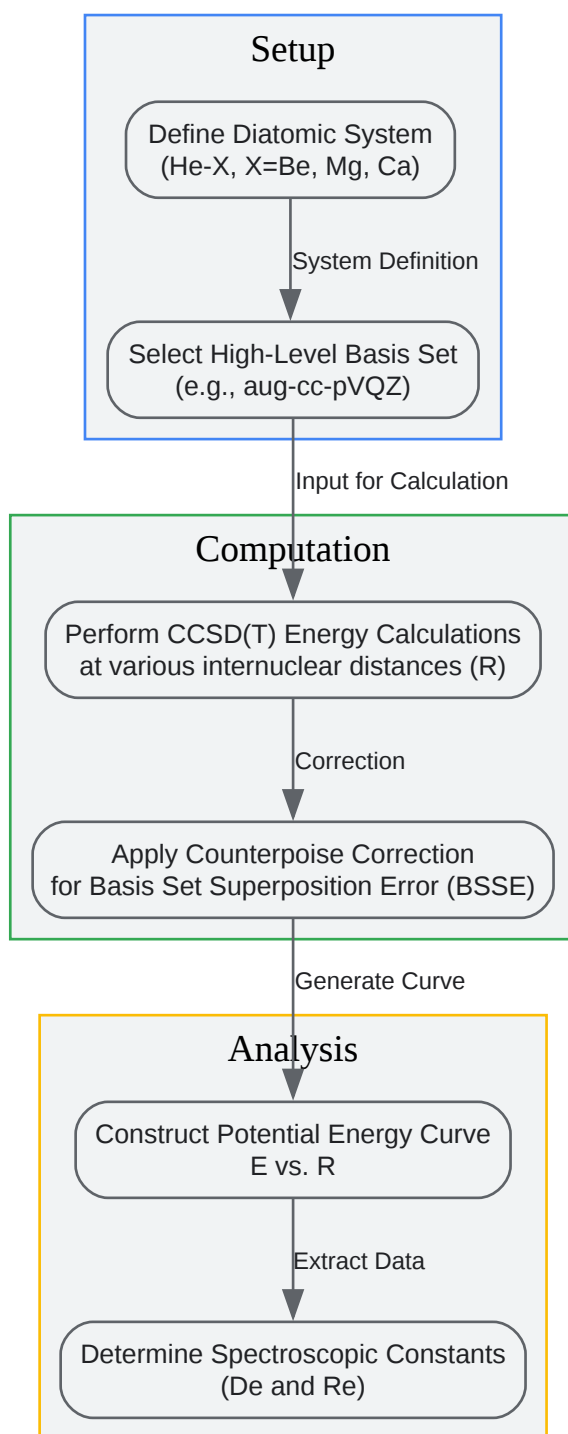 Setup
Define Diatomic System
(He-X, X=Be, Mg, Ca)
System Definition
Select High-Level Basis Set
(e.g., aug-cc-pVQZ)
Input for Calculation
Computation
Perform CCSD(T) Energy Calculations
at various internuclear distances (R)
Correction
Apply Counterpoise Correction
for Basis Set Superposition Error (BSSE)
Generate Curve
Analysis
Construct Potential Energy Curve
E vs. R
Extract Data
Determine Spectroscopic Constants
(De and Re)